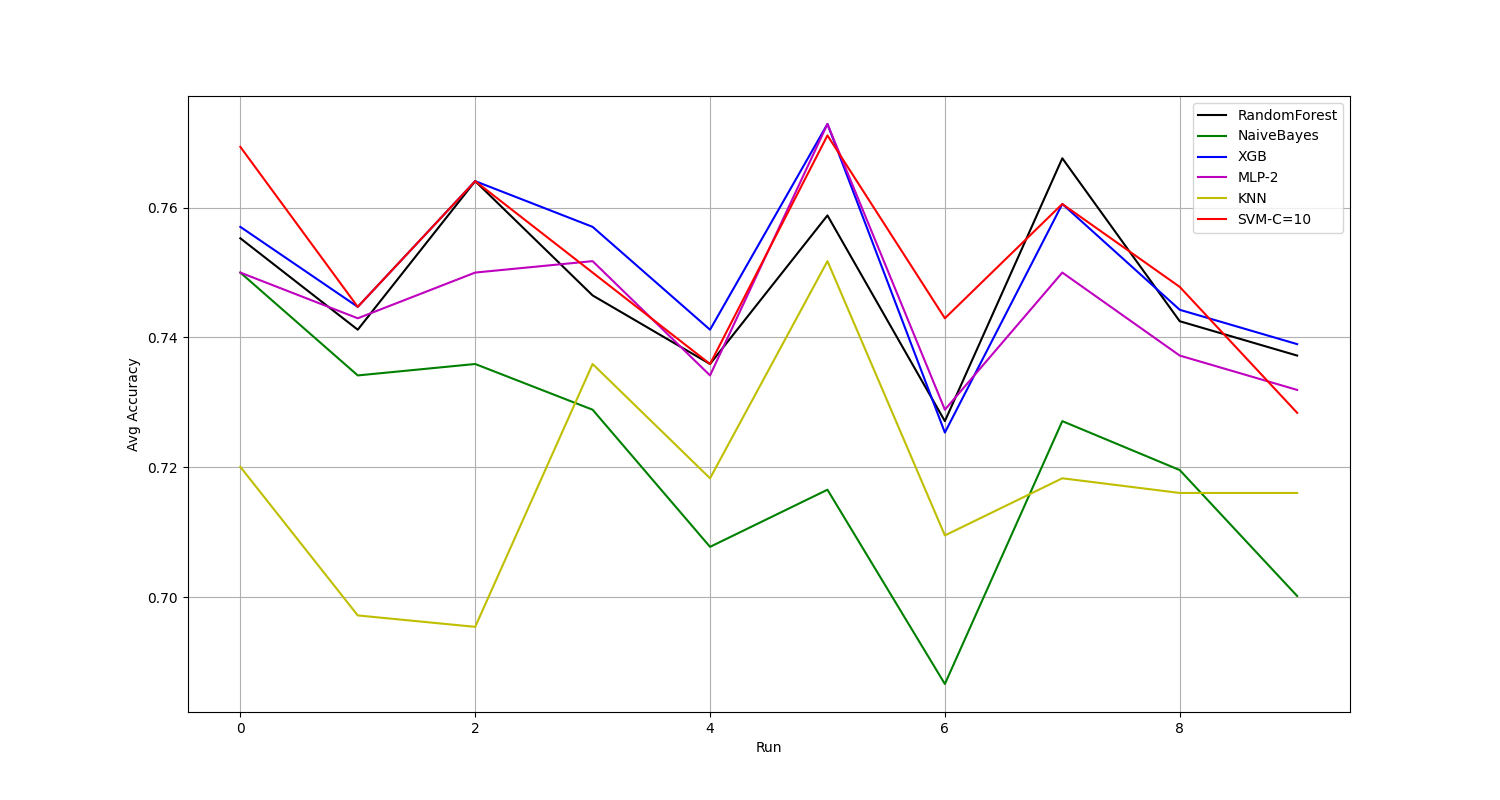 RandomForest
NaiveBayes
XGB
MLP-2
KNN
SVM-C=10
0.76
0.74
0.72
0.70
Avg Accuracy
0 2 4 6 8
Run